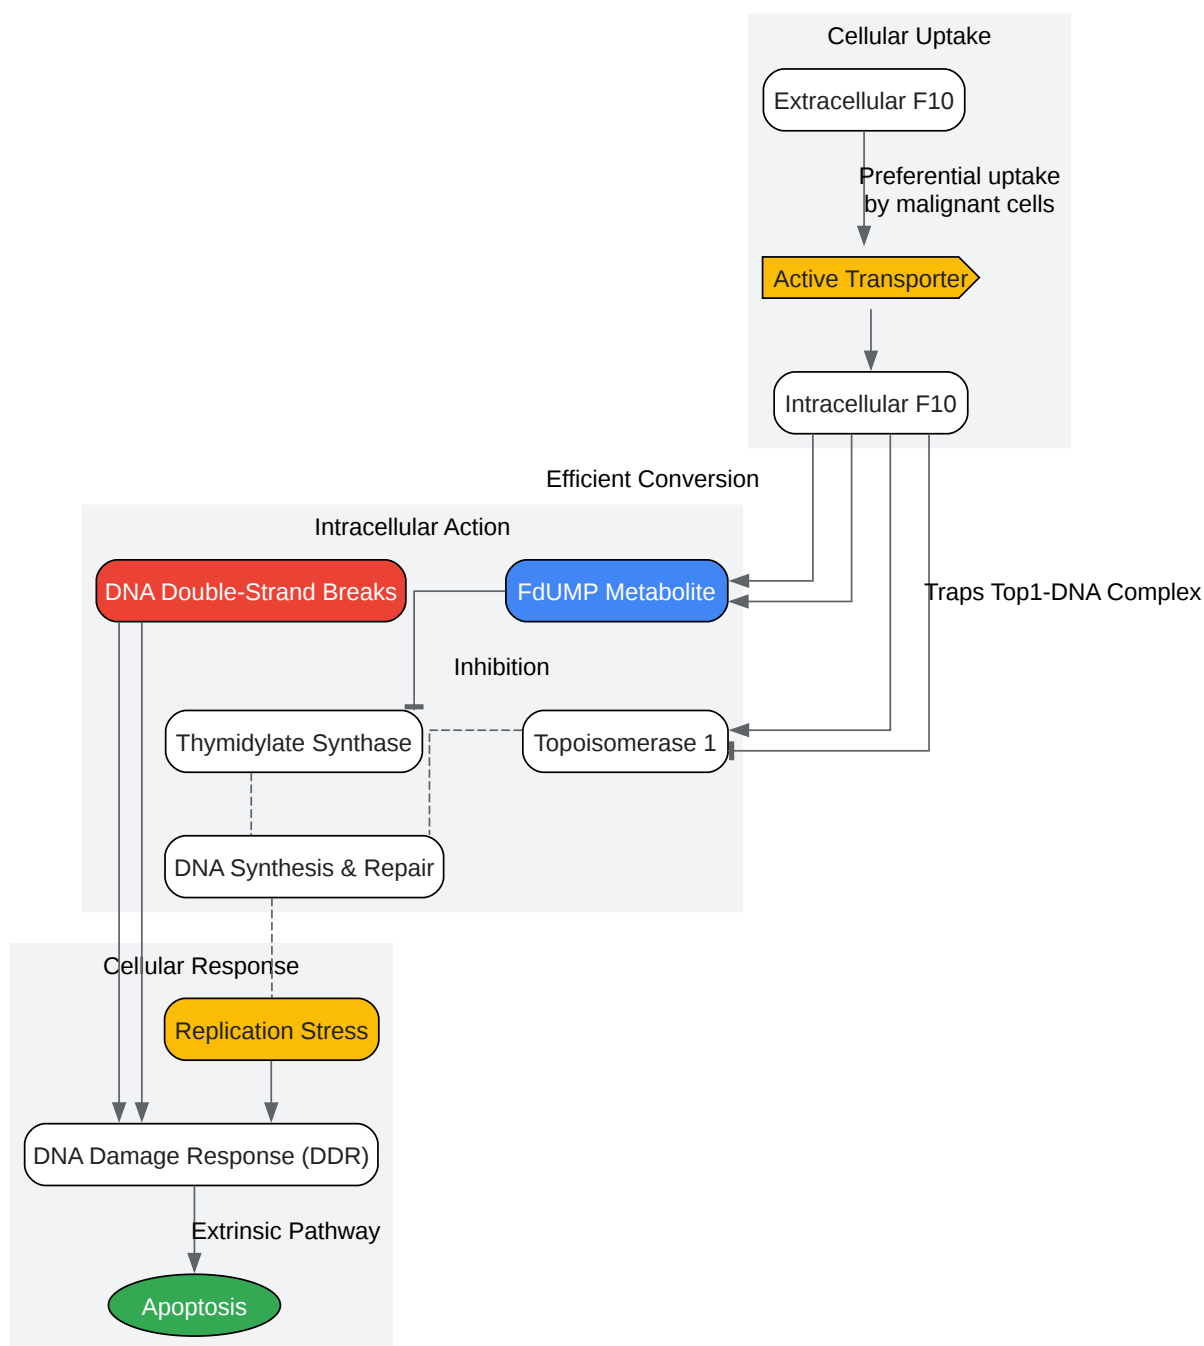 Cellular Uptake
Extracellular F10
Preferential uptake
by malignant cells
Active Transporter
Intracellular F10
Efficient Conversion
Intracellular Action
DNA Double-Strand Breaks
FdUMP Metabolite
Traps Top1-DNA Complex
Inhibition
Thymidylate Synthase
Topoisomerase 1
DNA Synthesis & Repair
Cellular Response
Replication Stress
DNA Damage Response (DDR)
Extrinsic Pathway
Apoptosis